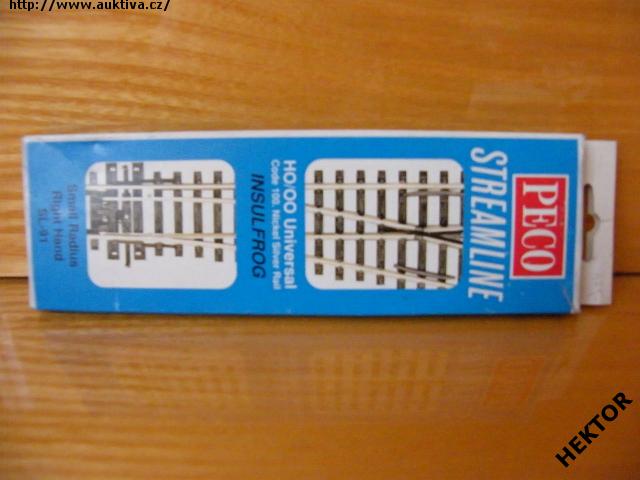 http://www.auktiva.cz/
PECO
STREAMLINE
HO/OO Universal
Code 100. Nickel Silver Rail
INSULFROG
Small Radius
Right Hand
SL-91
HEKTOR